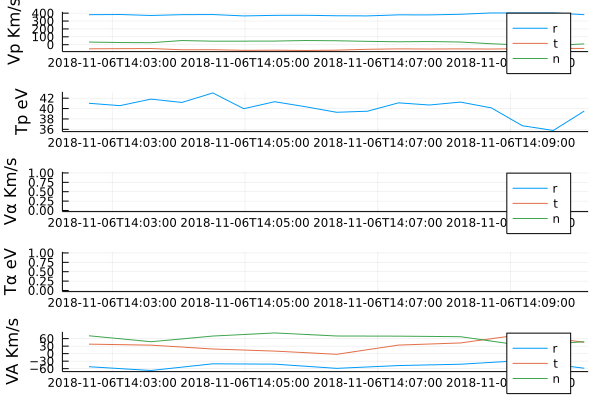 Vp Km/s
400
300
200
100
0
r
t
n
2018-11-06T14:03:00 2018-11-06T14:05:00 2018-11-06T14:07:00 2018-11-0
Tp eV
42
40
38
36
2018-11-06T14:03:00 2018-11-06T14:05:00 2018-11-06T14:07:00 2018-11-06T14:09:00
Vα Km/s
1.00
0.75
0.50
0.25
0.00
r
t
n
2018-11-06T14:03:00 2018-11-06T14:05:00 2018-11-06T14:07:00 2018-11-0
Tα eV
1.00
0.75
0.50
0.25
0.00
2018-11-06T14:03:00 2018-11-06T14:05:00 2018-11-06T14:07:00 2018-11-06T14:09:00
VA Km/s
60
30
0
−30
−60
r
t
n
2018-11-06T14:03:00 2018-11-06T14:05:00 2018-11-06T14:07:00 2018-11-0